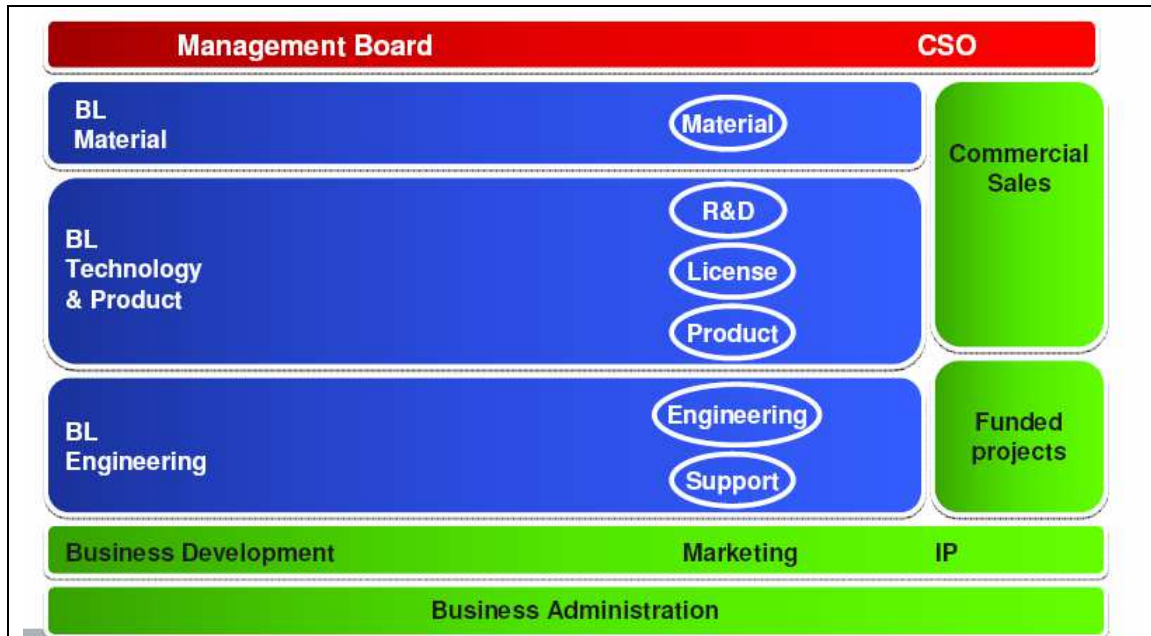 Management Board CSO
BL
Material
Material
Commercial
Sales
BL
Technology
& Product
R&D
License
Product
BL
Engineering
Engineering
Support
Funded
projects
Business Development Marketing IP
Business Administration